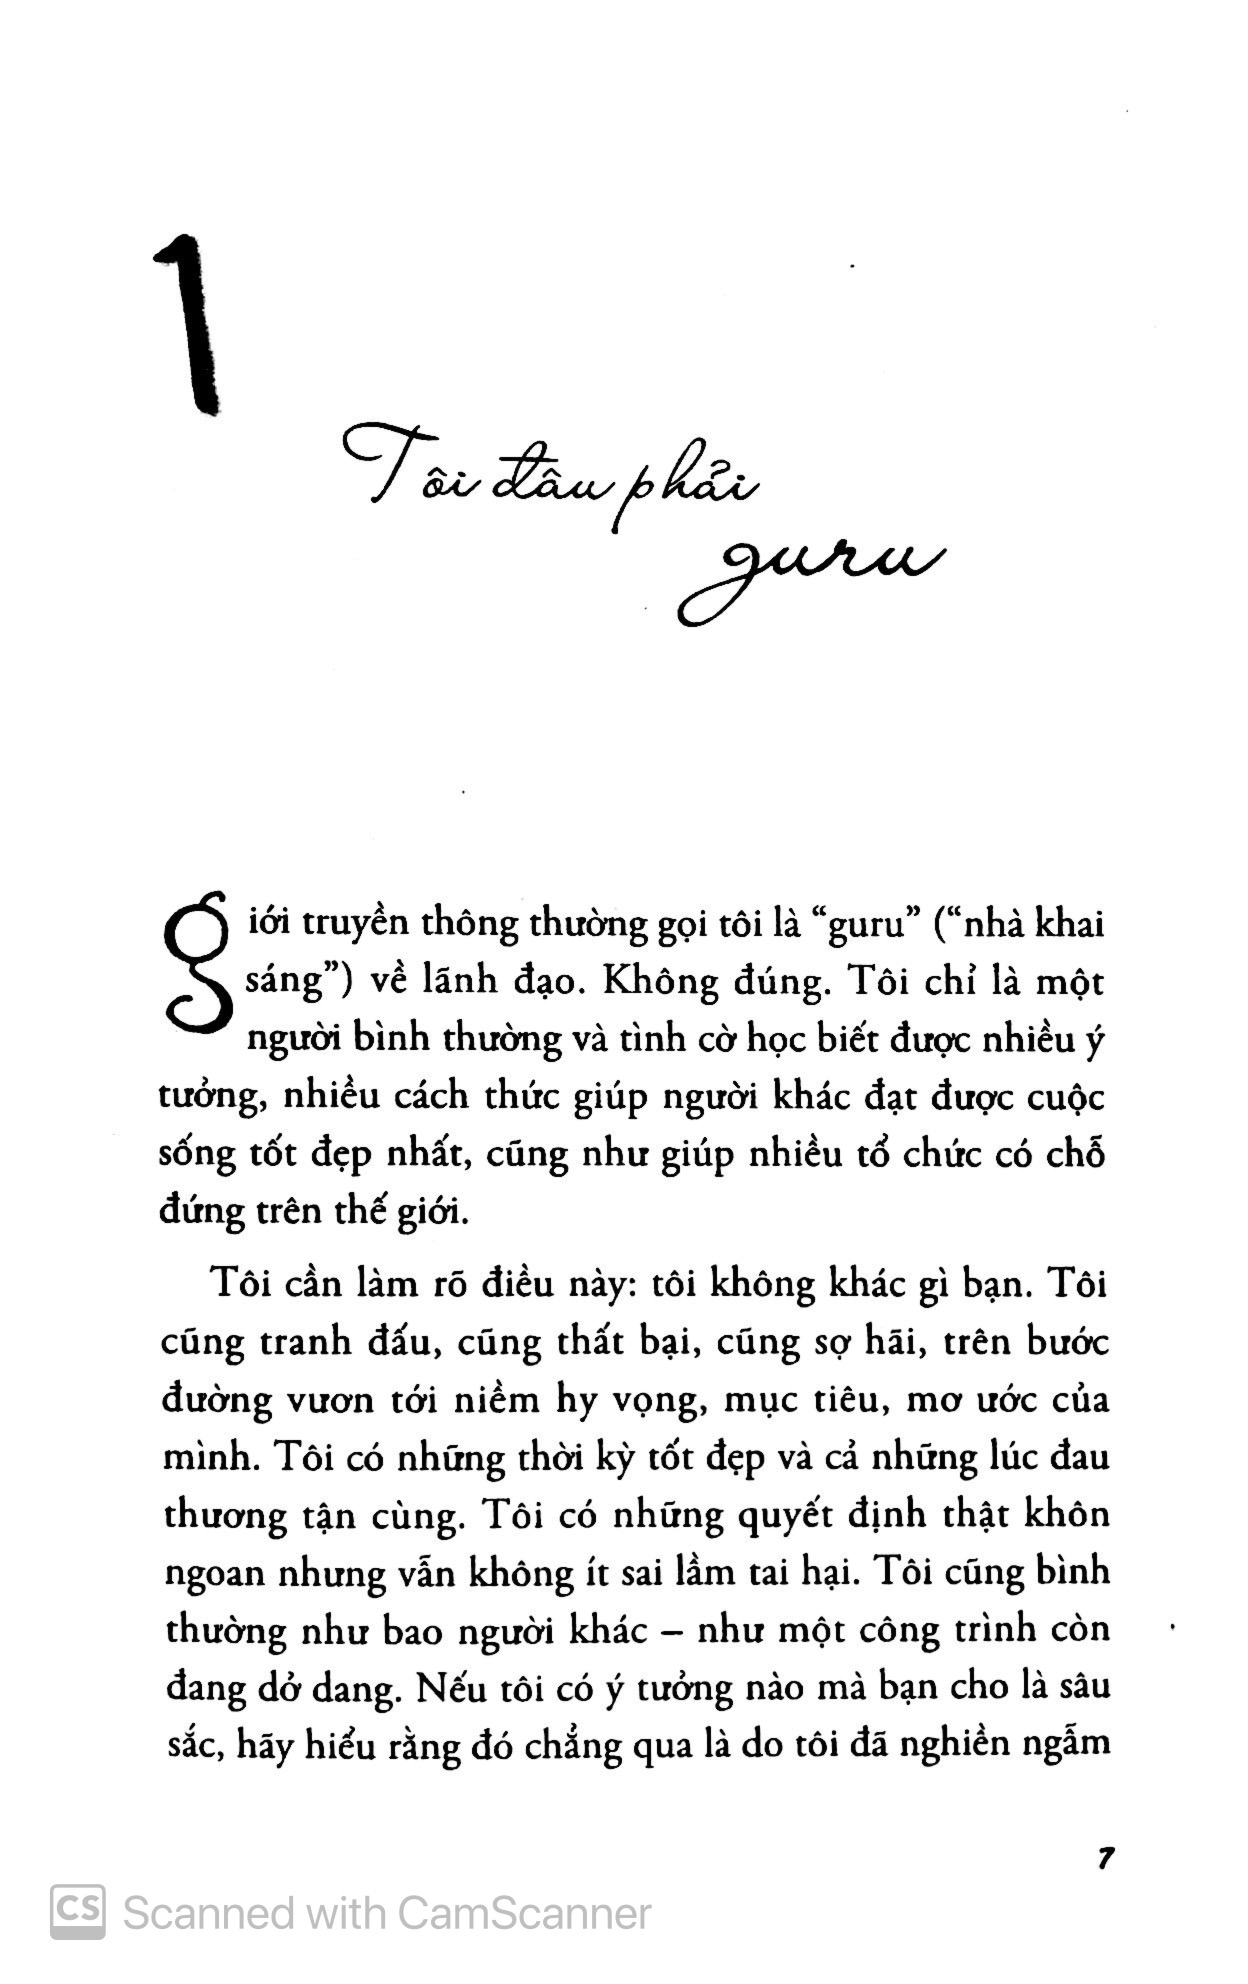 1
Tôi đâu phải
guru
giới truyền thông thường gọi tôi là “guru” (“nhà khai
sáng”) về lãnh đạo. Không đúng. Tôi chỉ là một
người bình thường và tình cờ học biết được nhiều ý
tưởng, nhiều cách thức giúp người khác đạt được cuộc
sống tốt đẹp nhất, cũng như giúp nhiều tổ chức có chỗ
đứng trên thế giới.
Tôi cần làm rõ điều này: tôi không khác gì bạn. Tôi
cũng tranh đấu, cũng thất bại, cũng sợ hãi, trên bước
đường vươn tới niềm hy vọng, mục tiêu, mơ ước của
mình. Tôi có những thời kỳ tốt đẹp và cả những lúc đau
thương tận cùng. Tôi có những quyết định thật khôn
ngoan nhưng vẫn không ít sai lầm tai hại. Tôi cũng bình
thường như bao người khác – như một công trình còn
đang dở dang. Nếu tôi có ý tưởng nào mà bạn cho là sâu
sắc, hãy hiểu rằng đó chẳng qua là do tôi đã nghiền ngẫm
7
CS Scanned with CamScanner